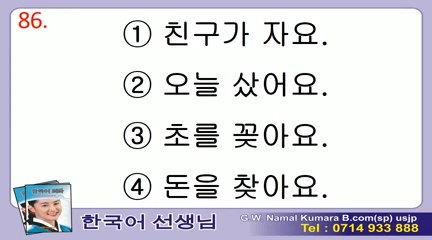 86.
① 친구가 자요.
② 오늘 샀어요.
③ 초를 꽂아요.
④ 돈을 찾아요.
한국어 선생님
G.W. Namal Kumara B.com(sp) usjp
Tel : 0714 933 888